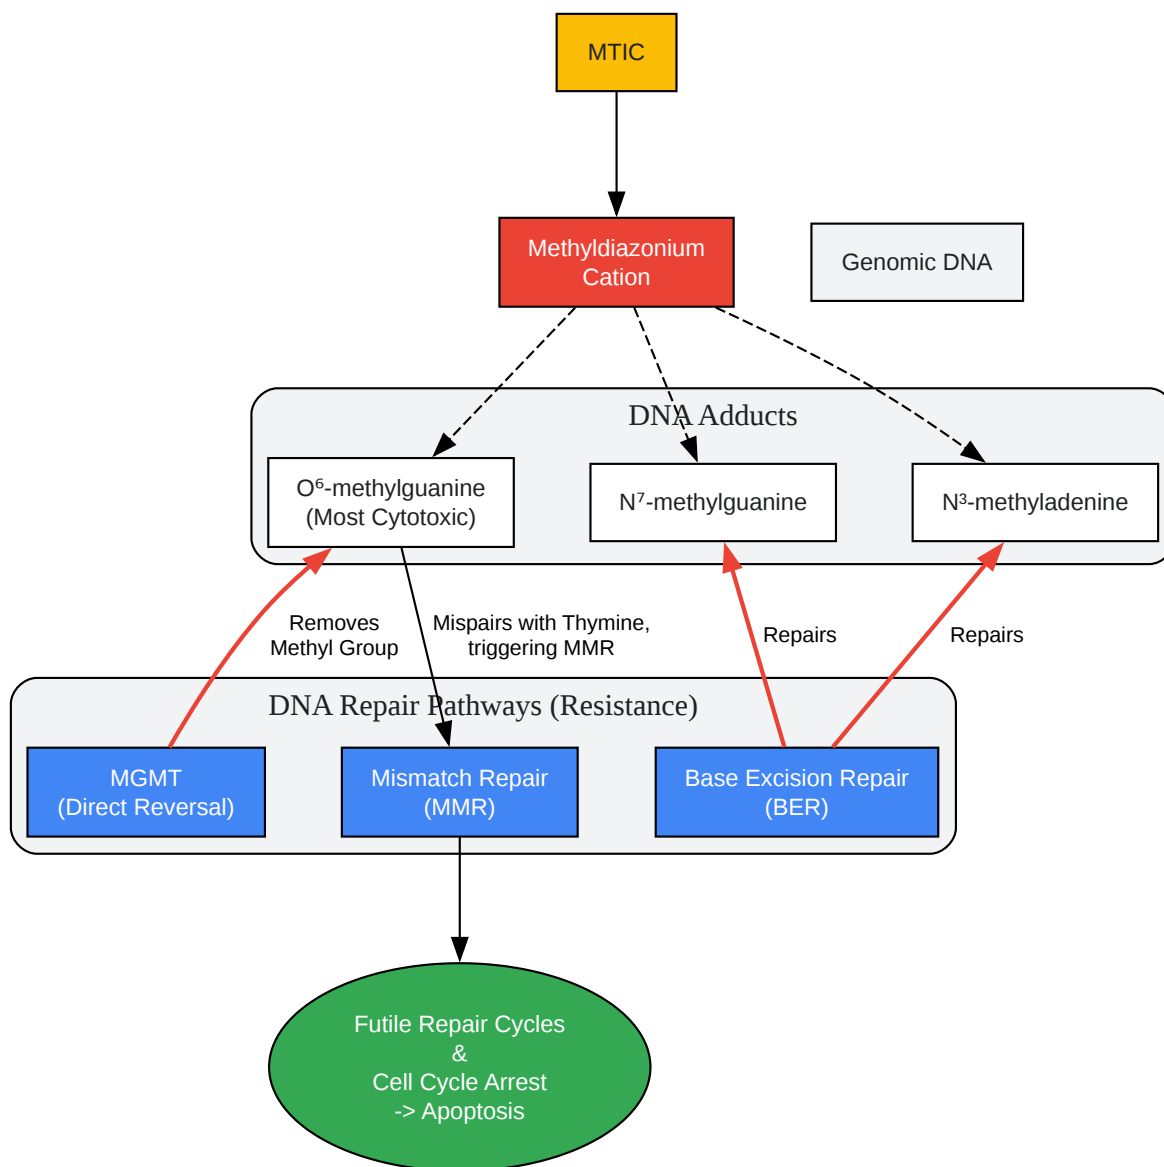 MTIC
Methyldiazonium
Cation
Genomic DNA
DNA Adducts
O⁶-methylguanine
(Most Cytotoxic)
N⁷-methylguanine
N³-methyladenine
Removes
Methyl Group
Mispairs with Thymine,
triggering MMR
Repairs
Repairs
DNA Repair Pathways (Resistance)
MGMT
(Direct Reversal)
Mismatch Repair
(MMR)
Base Excision Repair
(BER)
Futile Repair Cycles
&
Cell Cycle Arrest
-> Apoptosis